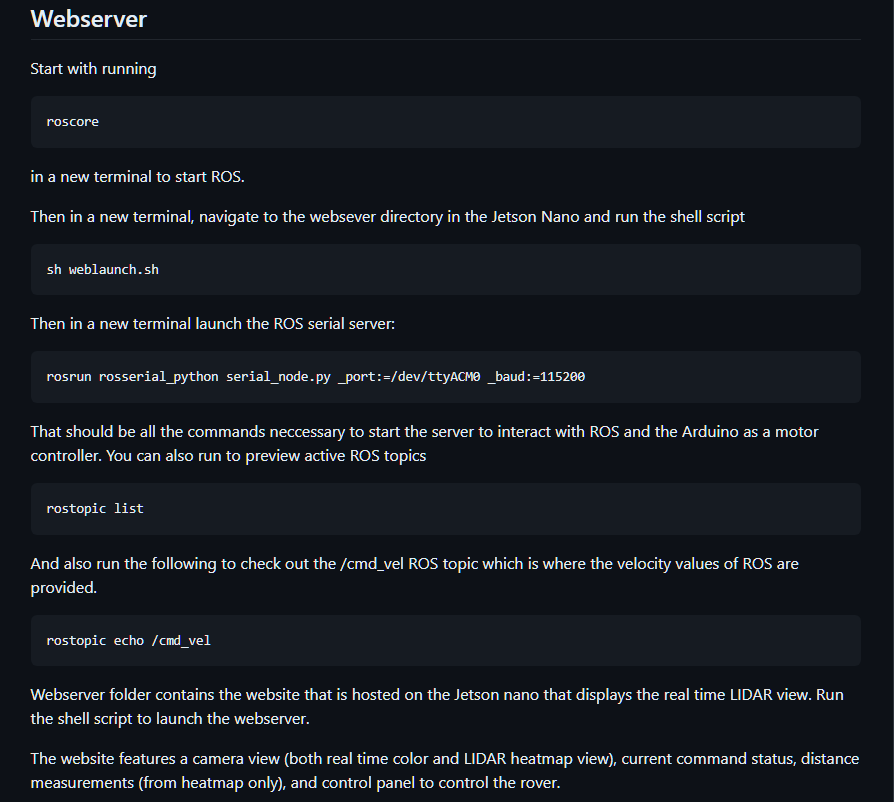 Webserver
Start with running
roscore
in a new terminal to start ROS.
Then in a new terminal, navigate to the websever directory in the Jetson Nano and run the shell script
sh weblaunch.sh
Then in a new terminal launch the ROS serial server:
rosrun rosserial_python serial_node.py _port:=/dev/ttyACM0 _baud:=115200
That should be all the commands neccessary to start the server to interact with ROS and the Arduino as a motor
controller. You can also run to preview active ROS topics
rostopic list
And also run the following to check out the /cmd_vel ROS topic which is where the velocity values of ROS are
provided.
rostopic echo /cmd_vel
Webserver folder contains the website that is hosted on the Jetson nano that displays the real time LIDAR view. Run
the shell script to launch the webserver.
The website features a camera view (both real time color and LIDAR heatmap view), current command status, distance
measurements (from heatmap only), and control panel to control the rover.